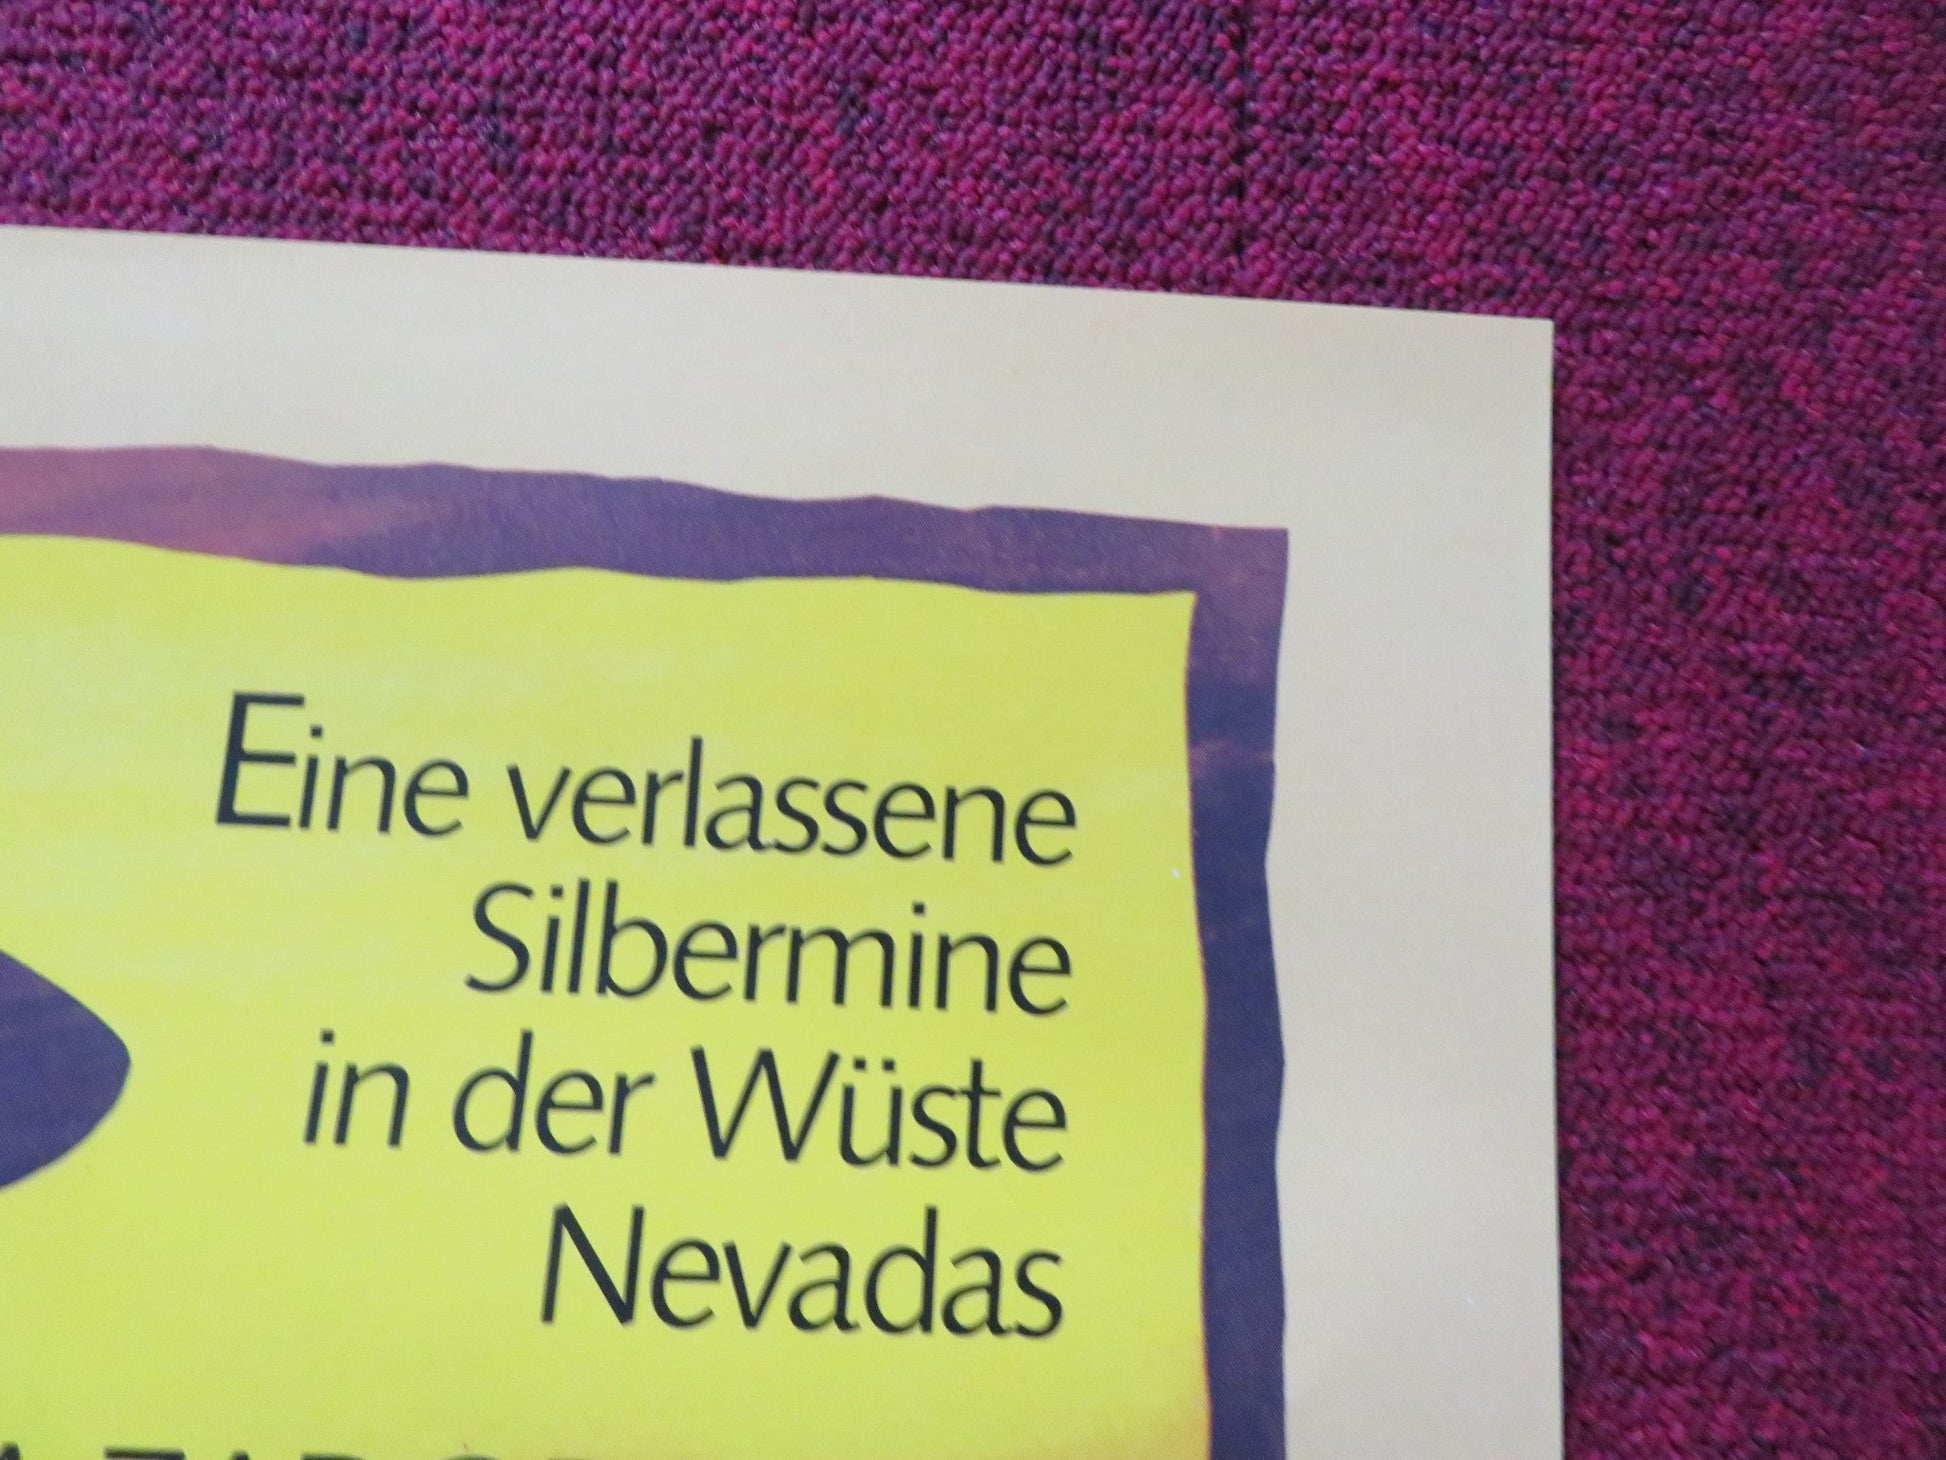 Eine verlassene
Silbermine
in der Wüste
Nevadas